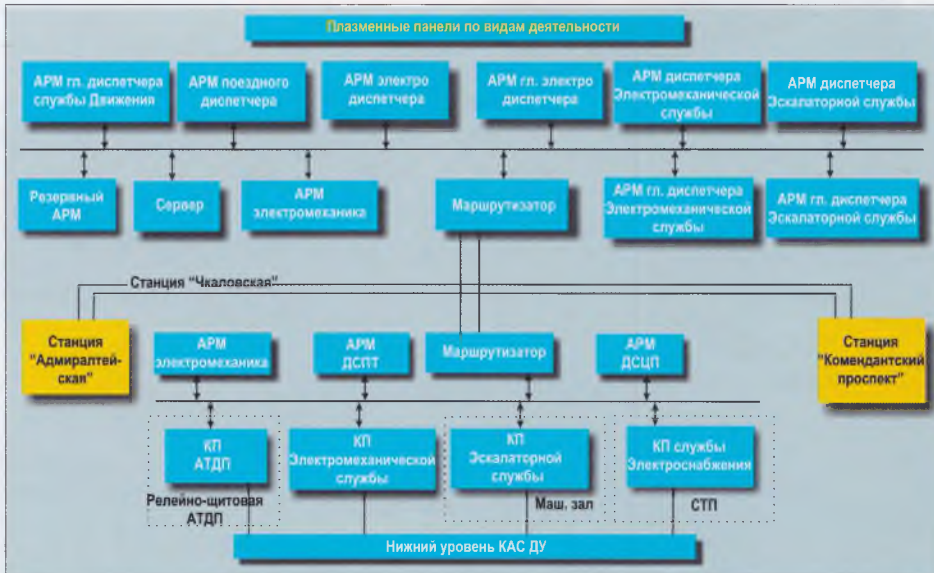 Плазменные панели по видам деятельности
АРМ гл. диспетчера
службы Движения
АРМ поездного
диспетчера
АРМ электро
диспетчера
АРМ гл. электро
диспетчера
АРМ диспетчера
Электромеханической
службы
АРМ диспетчера
Эскалаторной службы
Резервный
АРМ
Сервер
АРМ
электромеханика
Маршрутизатор
АРМ гл. диспетчера
Электромеханической
службы
АРМ гл. диспетчера
Эскалаторной службы
Станция "Чкаловская"
Станция
"Адмиралтей-
ская"
АРМ
электромеханика
АРМ
ДСПТ
Маршрутизатор
АРМ
ДСЦП
Станция
"Комендантский
проспект"
КП
АТДП
КП
Электромеханической
службы
КП
Эскалаторной
службы
КП службы
Электроснабжения
Релейно-щитовая
АТДП
Маш. зал
СТП
Нижний уровень КАС ДУ